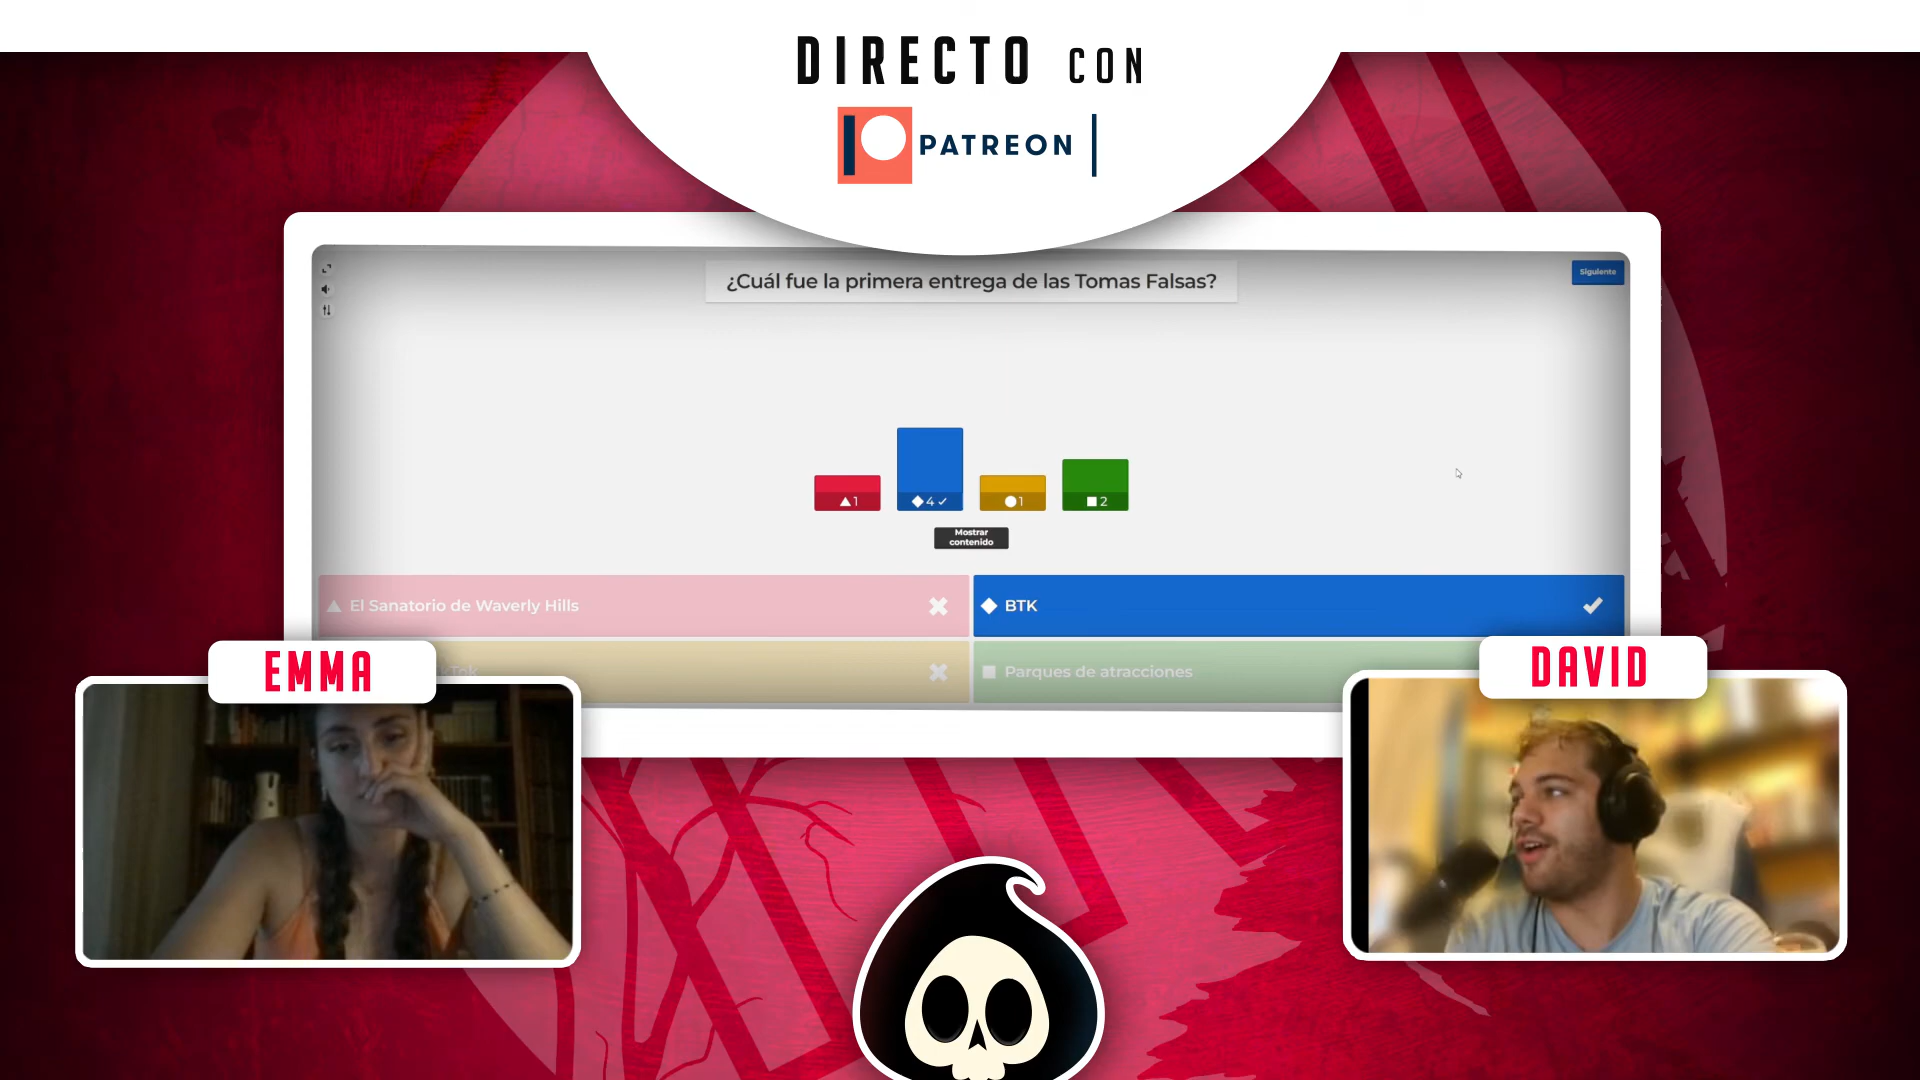 DIRECTO CON
PATREON
¿Cuál fue la primera entrega de las Tomas Falsas?
Siguiente
1
4
1
2
Mostrar
contenido
El Sanatorio de Waverly Hills
BTK
Tok
Parques de atracciones
EMMA
DAVID